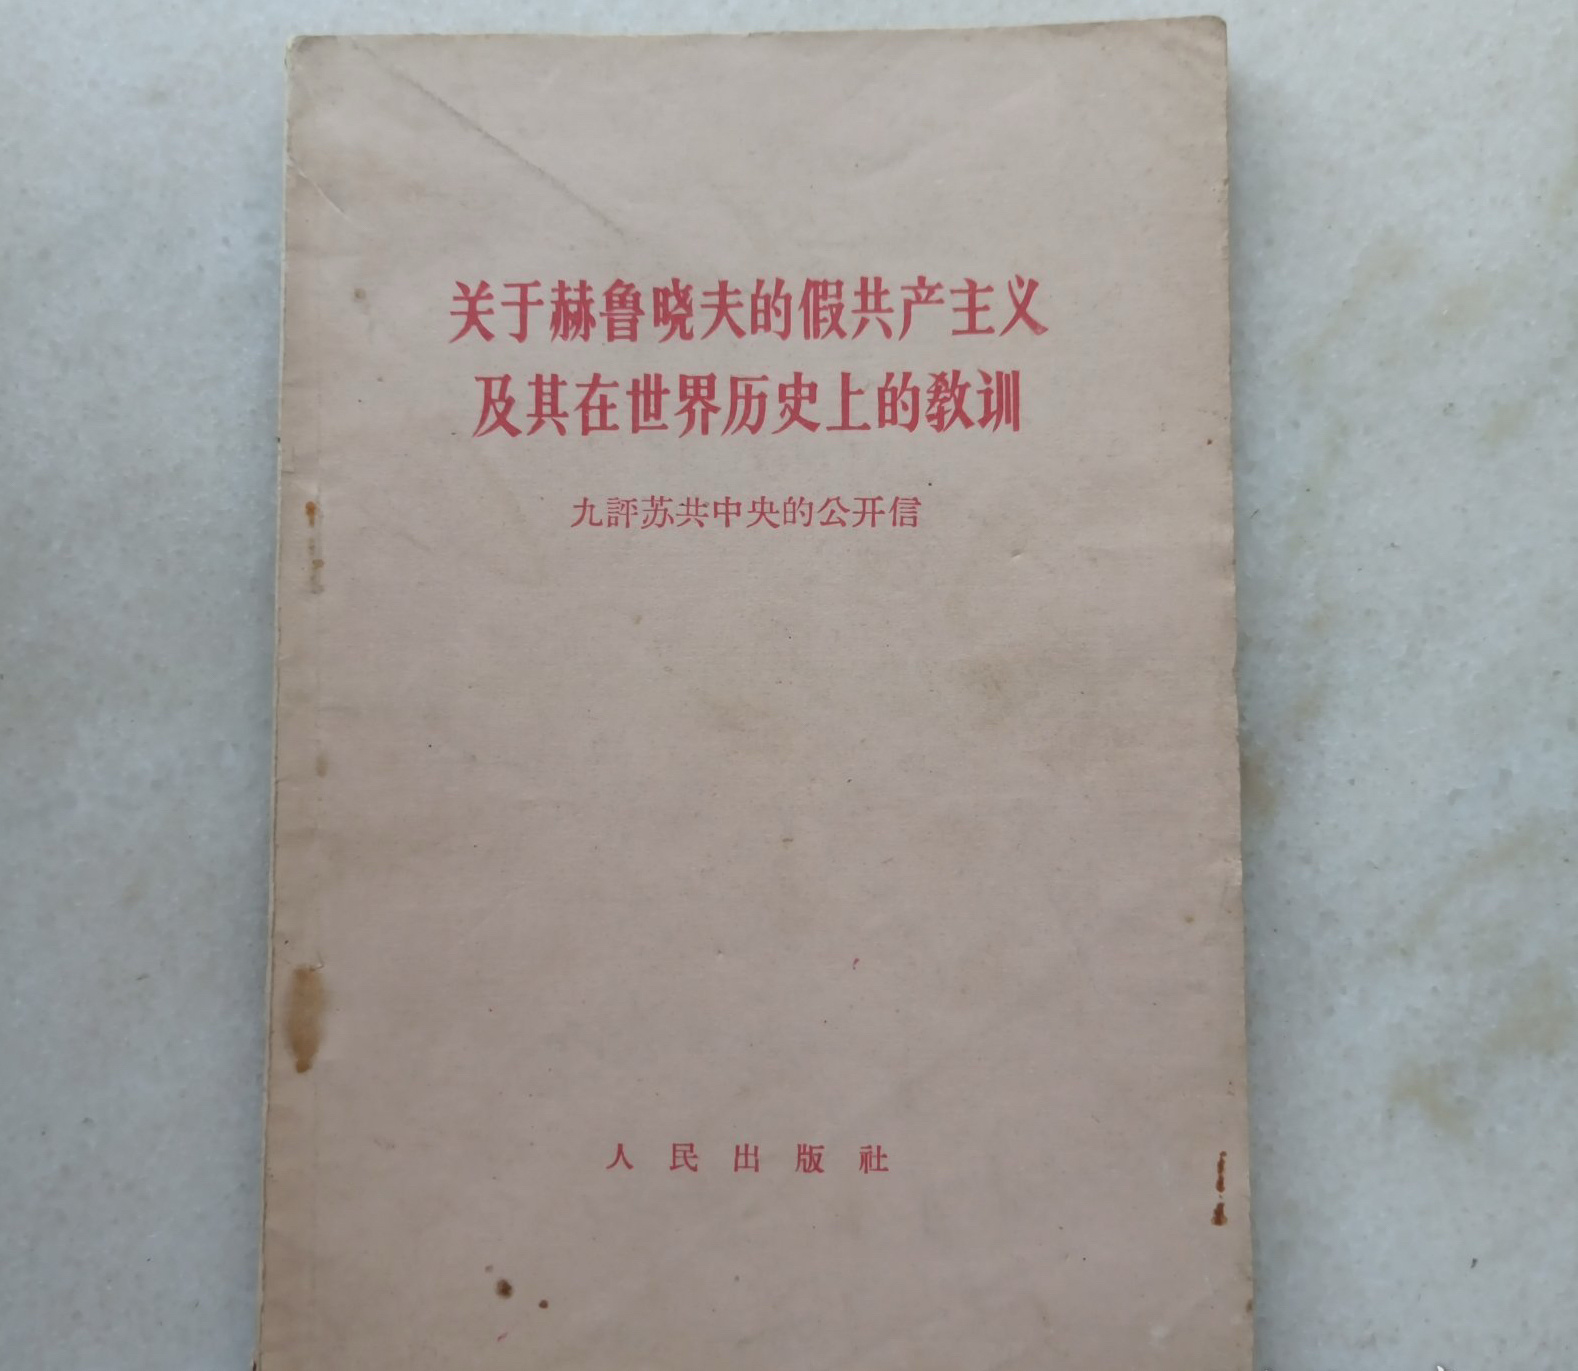 关于赫鲁晓夫的假共产主义
及其在世界历史上的教训
九評苏共中央的公开信
人民出版社